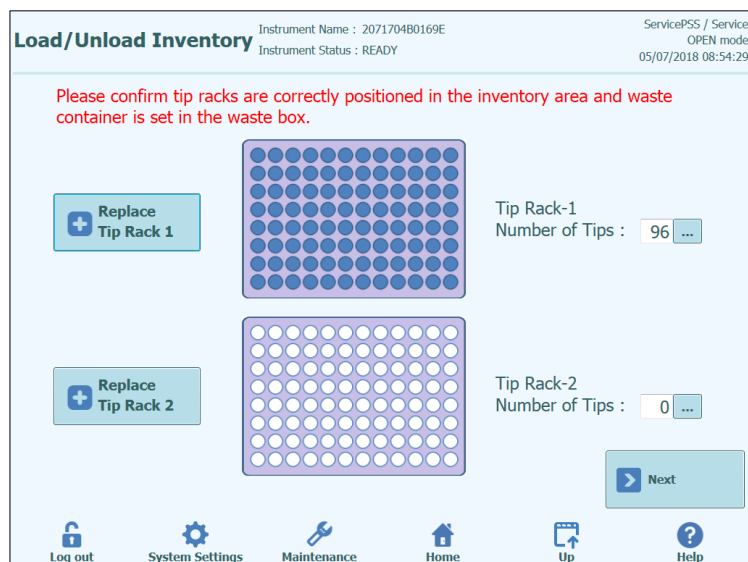 Load/Unload Inventory
Instrument Name : 2071704B0169E
Instrument Status : READY
ServicePSS / Service
OPEN mode
05/07/2018 08:54:29
Please confirm tip racks are correctly positioned in the inventory area and waste
container is set in the waste box.
Replace
Tip Rack 1
Tip Rack-1
Number of Tips : 96 ...
Replace
Tip Rack 2
Tip Rack-2
Number of Tips : 0 ...
Next
Log out
System Settings
Maintenance
Home
Up
Help